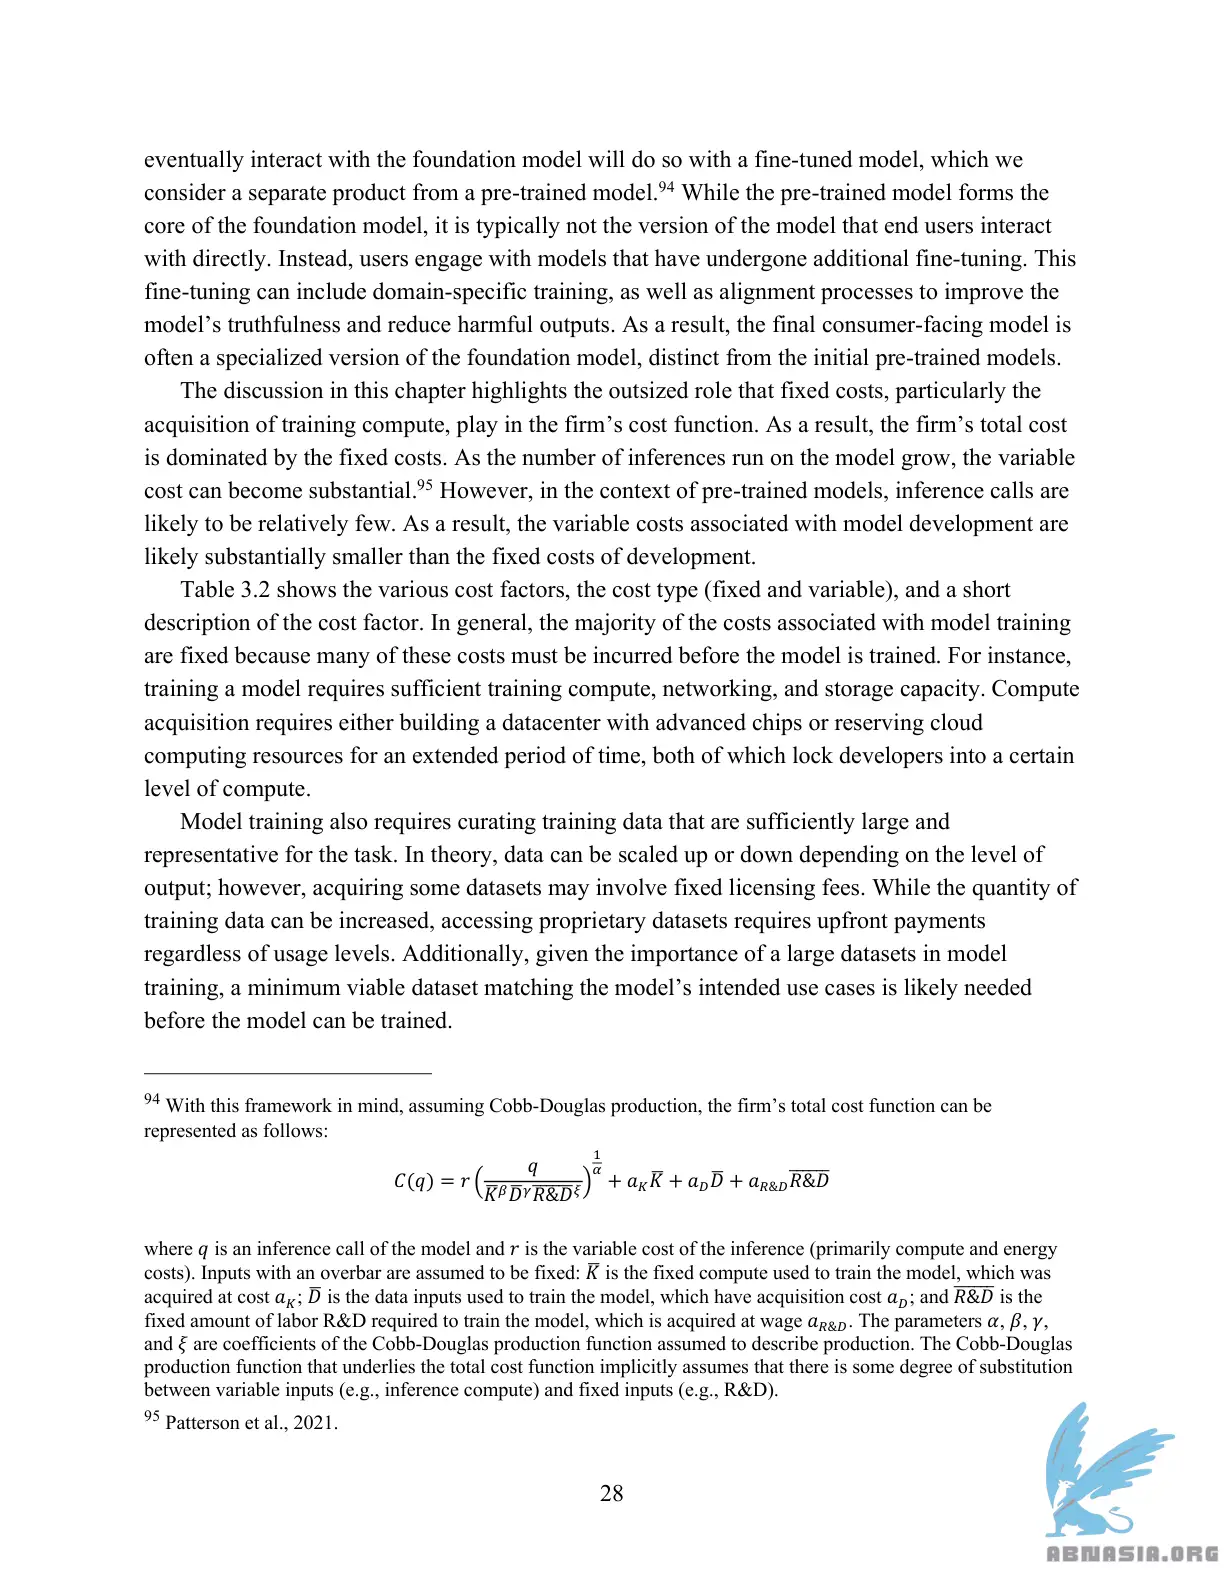 eventually interact with the foundation model will do so with a fine-tuned model, which we
consider a separate product from a pre-trained model.94 While the pre-trained model forms the
core of the foundation model, it is typically not the version of the model that end users interact
with directly. Instead, users engage with models that have undergone additional fine-tuning. This
fine-tuning can include domain-specific training, as well as alignment processes to improve the
model’s truthfulness and reduce harmful outputs. As a result, the final consumer-facing model is
often a specialized version of the foundation model, distinct from the initial pre-trained models.
The discussion in this chapter highlights the outsized role that fixed costs, particularly the
acquisition of training compute, play in the firm’s cost function. As a result, the firm’s total cost
is dominated by the fixed costs. As the number of inferences run on the model grow, the variable
cost can become substantial.95 However, in the context of pre-trained models, inference calls are
likely to be relatively few. As a result, the variable costs associated with model development are
likely substantially smaller than the fixed costs of development.
Table 3.2 shows the various cost factors, the cost type (fixed and variable), and a short
description of the cost factor. In general, the majority of the costs associated with model training
are fixed because many of these costs must be incurred before the model is trained. For instance,
training a model requires sufficient training compute, networking, and storage capacity. Compute
acquisition requires either building a datacenter with advanced chips or reserving cloud
computing resources for an extended period of time, both of which lock developers into a certain
level of compute.
Model training also requires curating training data that are sufficiently large and
representative for the task. In theory, data can be scaled up or down depending on the level of
output; however, acquiring some datasets may involve fixed licensing fees. While the quantity of
training data can be increased, accessing proprietary datasets requires upfront payments
regardless of usage levels. Additionally, given the importance of a large datasets in model
training, a minimum viable dataset matching the model’s intended use cases is likely needed
before the model can be trained.
94 With this framework in mind, assuming Cobb-Douglas production, the firm’s total cost function can be
represented as follows:
C(q) = r (q / (K̅^β D̅^γ R&D̅^ξ))^(1/α) + a_K K̅ + a_D D̅ + a_R&D R&D̅
where q is an inference call of the model and r is the variable cost of the inference (primarily compute and energy
costs). Inputs with an overbar are assumed to be fixed: K̅ is the fixed compute used to train the model, which was
acquired at cost a_K; D̅ is the data inputs used to train the model, which have acquisition cost a_D; and R&D̅ is the
fixed amount of labor R&D required to train the model, which is acquired at wage a_R&D. The parameters α, β, γ,
and ξ are coefficients of the Cobb-Douglas production function assumed to describe production. The Cobb-Douglas
production function that underlies the total cost function implicitly assumes that there is some degree of substitution
between variable inputs (e.g., inference compute) and fixed inputs (e.g., R&D).
95 Patterson et al., 2021.
28
ABNASIA.ORG